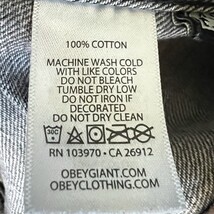 100% COTTON
MACHINE WASH COLD
WITH LIKE COLORS
DO NOT BLEACH
TUMBLE DRY LOW
DO NOT IRON IF
DECORATED
DO NOT DRY CLEAN
RN 103970 • CA 26912
OBEYGIANT.COM
OBEYCLOTHING.COM